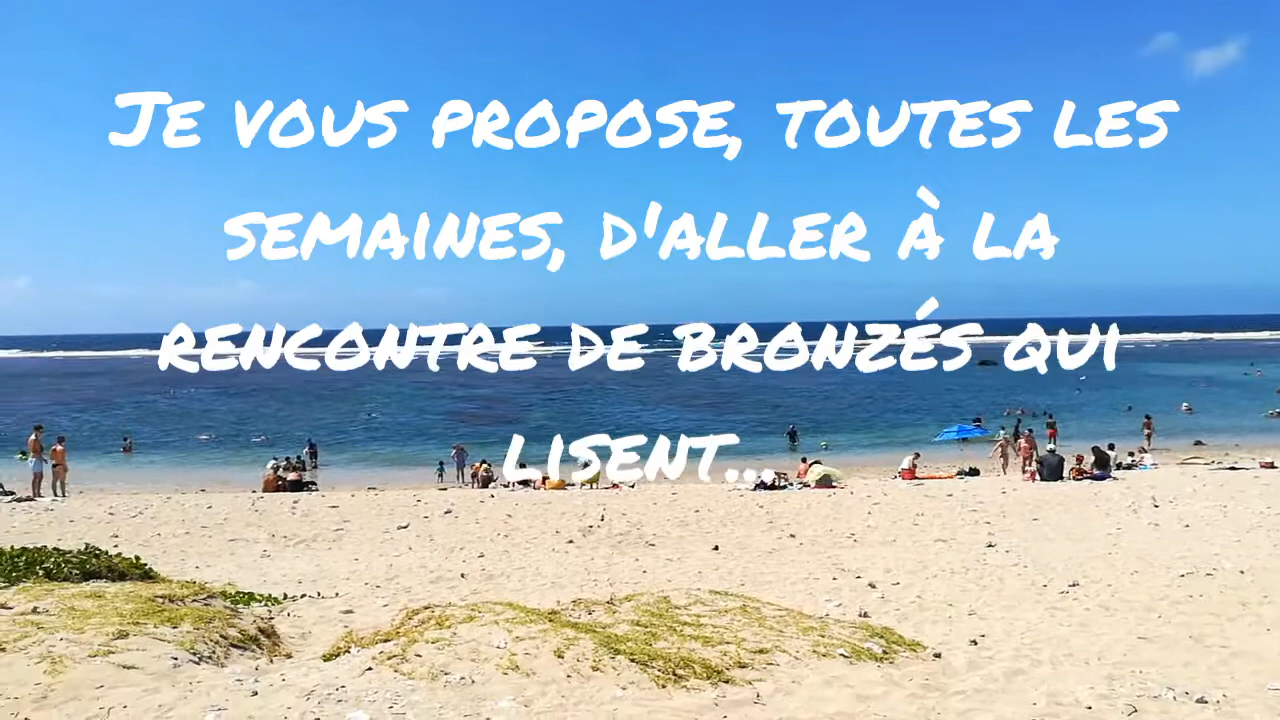 Je vous propose, toutes les
semaines, d'aller à la
rencontre de bronzés qui
lisent...